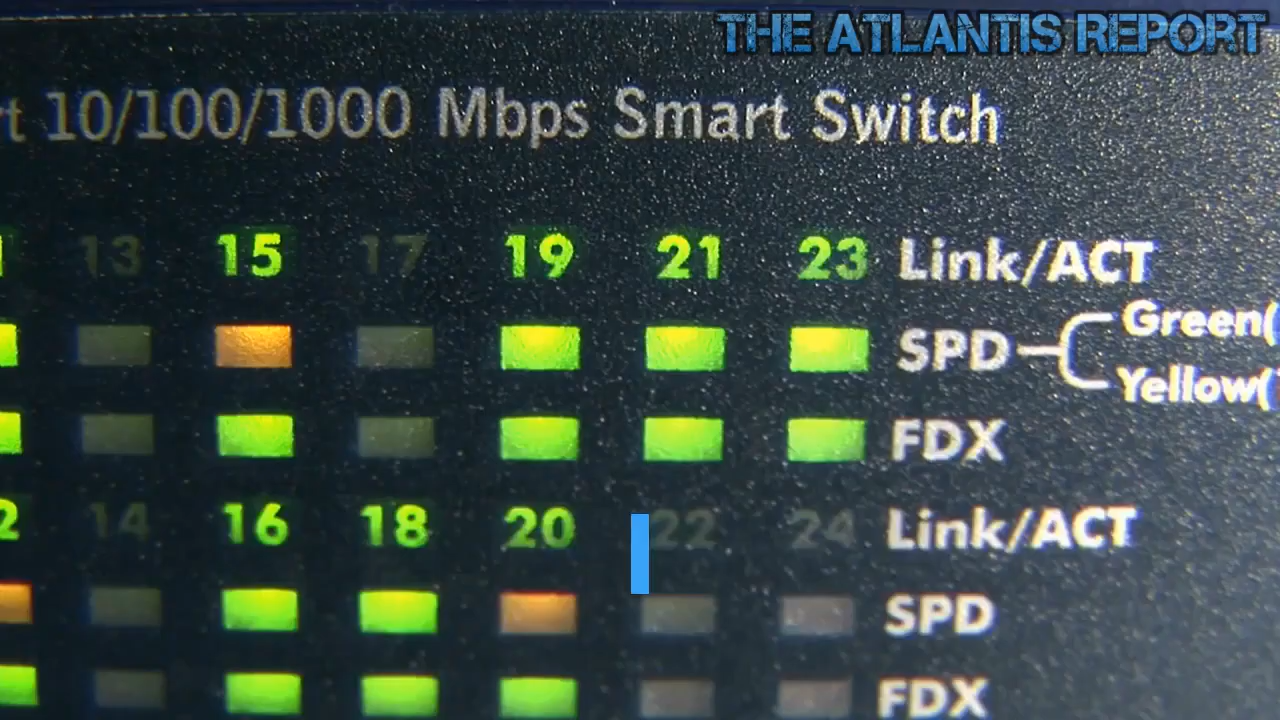 THE ATLANTIS REPORT
10/100/1000 Mbps Smart Switch
13 15 17 19 21 23 Link/ACT
Green(
SPD
Yellow(
FDX
14 16 18 20 22 24 Link/ACT
SPD
FDX